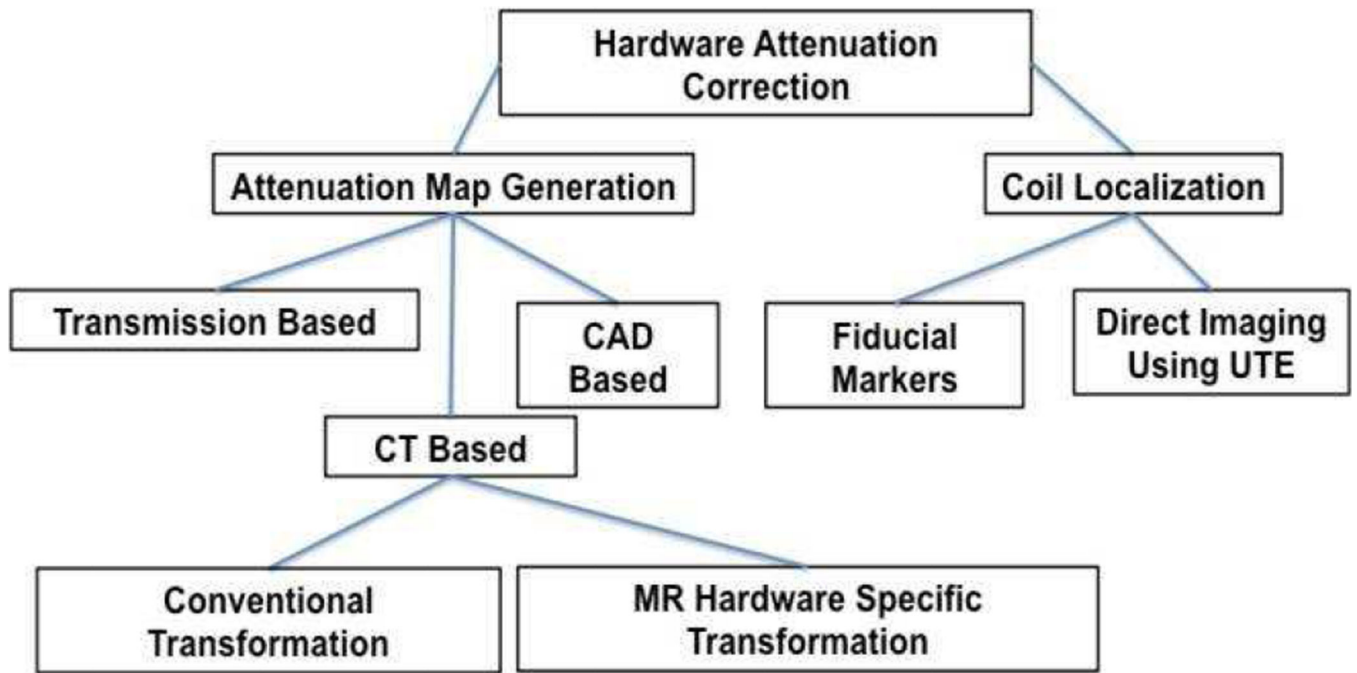 Hardware Attenuation
Correction
Attenuation Map Generation
Coil Localization
Transmission Based
CAD
Based
Fiducial
Markers
Direct Imaging
Using UTE
CT Based
Conventional
Transformation
MR Hardware Specific
Transformation